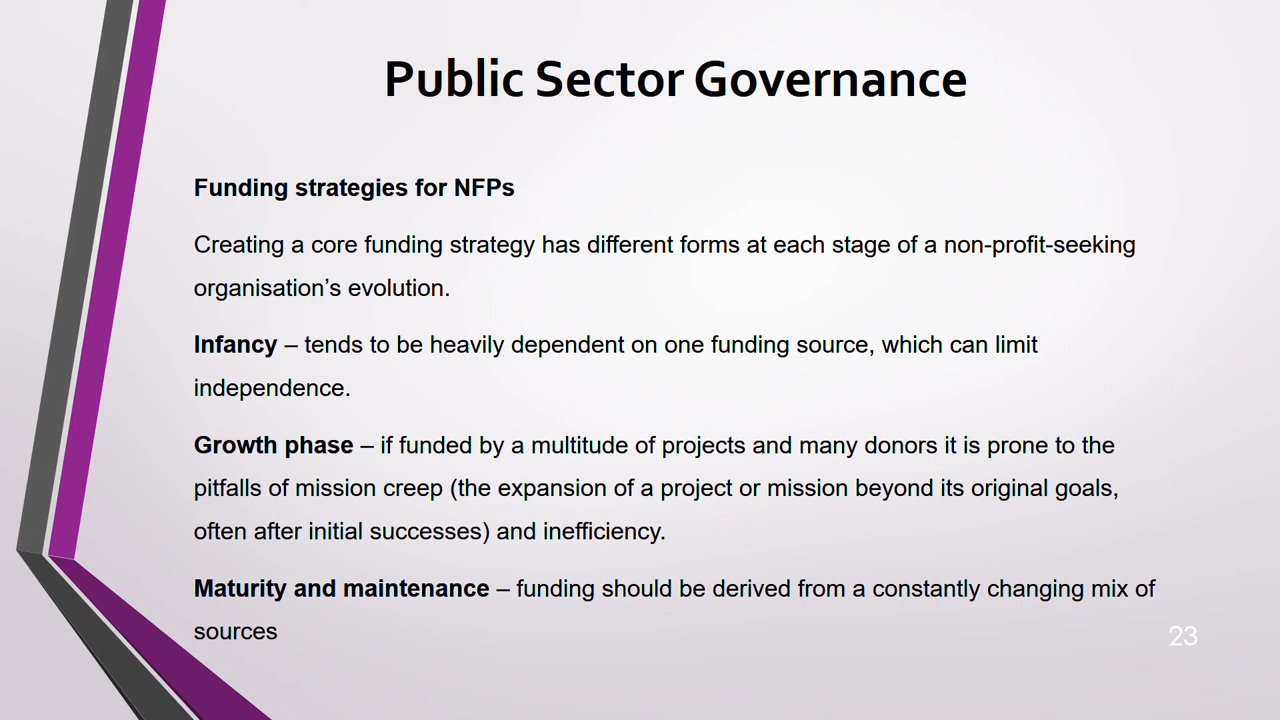 Public Sector Governance
Funding strategies for NFPs
Creating a core funding strategy has different forms at each stage of a non-profit-seeking
organisation’s evolution.
Infancy – tends to be heavily dependent on one funding source, which can limit
independence.
Growth phase – if funded by a multitude of projects and many donors it is prone to the
pitfalls of mission creep (the expansion of a project or mission beyond its original goals,
often after initial successes) and inefficiency.
Maturity and maintenance – funding should be derived from a constantly changing mix of
sources
23